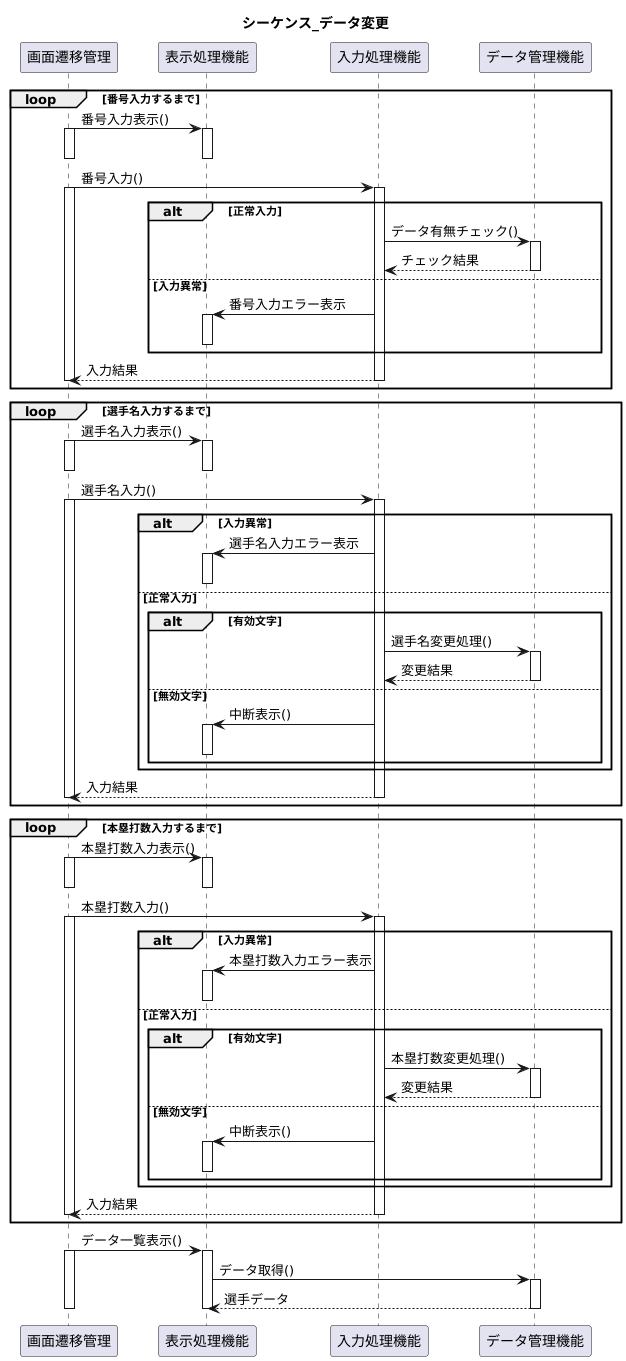 シーケンス_データ変更
画面遷移管理 表示処理機能 入力処理機能 データ管理機能
loop [番号入力するまで]
番号入力表示()
番号入力()
alt [正常入力]
データ有無チェック()
チェック結果
[入力異常]
番号入力エラー表示
入力結果
loop [選手名入力するまで]
選手名入力表示()
選手名入力()
alt [入力異常]
選手名入力エラー表示
[正常入力]
alt [有効文字]
選手名変更処理()
変更結果
[無効文字]
中断表示()
入力結果
loop [本塁打数入力するまで]
本塁打数入力表示()
本塁打数入力()
alt [入力異常]
本塁打数入力エラー表示
[正常入力]
alt [有効文字]
本塁打数変更処理()
変更結果
[無効文字]
中断表示()
入力結果
データ一覧表示()
データ取得()
選手データ
画面遷移管理 表示処理機能 入力処理機能 データ管理機能